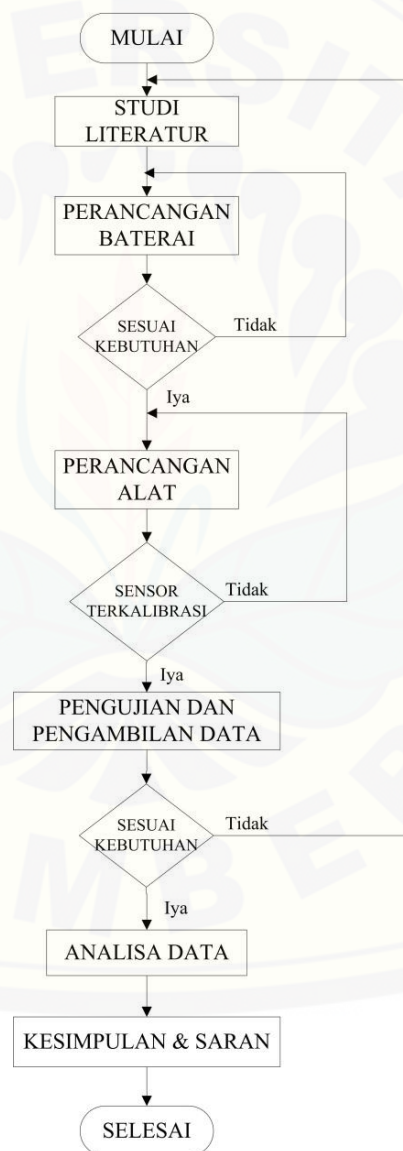 MULAI
STUDI
LITERATUR
PERANCANGAN
BATERAI
SESUAI
KEBUTUHAN
Tidak
Iya
PERANCANGAN
ALAT
SENSOR
TERKALIBRASI
Tidak
Iya
PENGUJIAN DAN
PENGAMBILAN DATA
SESUAI
KEBUTUHAN
Tidak
Iya
ANALISA DATA
KESIMPULAN & SARAN
SELESAI